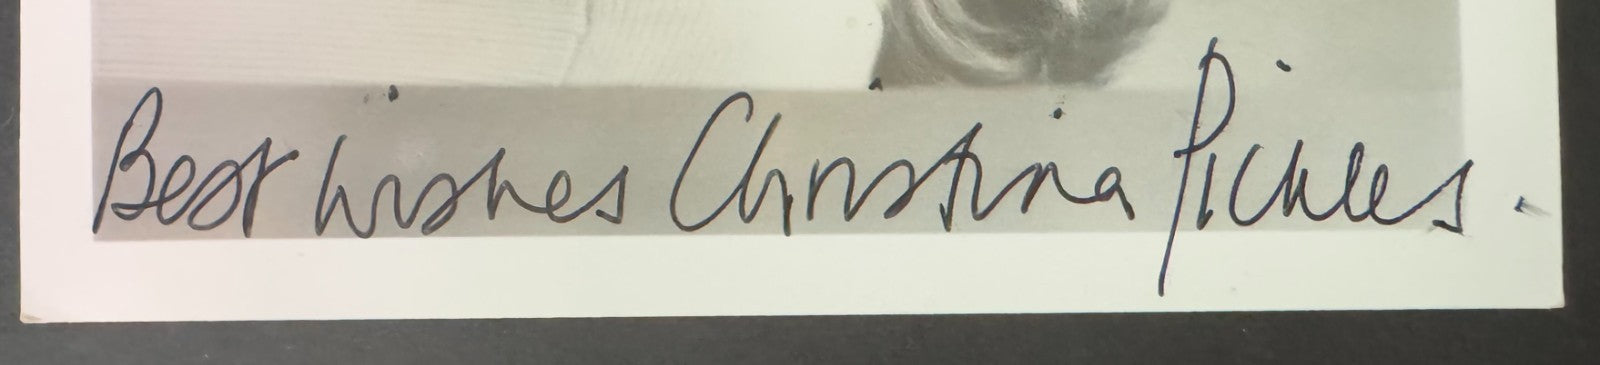 Best wishes Christina Pickles.